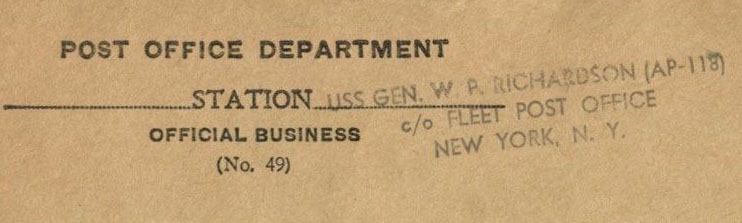 POST OFFICE DEPARTMENT
STATION USS GEN. W. P. RICHARDSON (AP-118)
c/o FLEET POST OFFICE
NEW YORK, N. Y.
OFFICIAL BUSINESS
(No. 49)